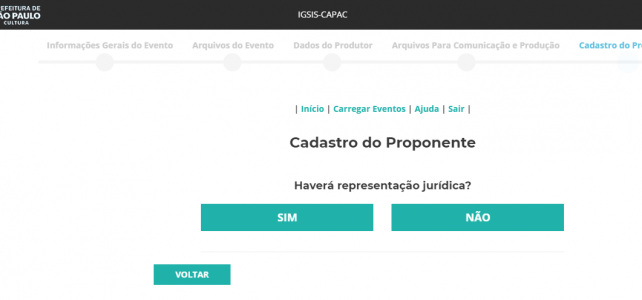 REFEITURA DE
ÃO PAULO
CULTURA
IGSIS-CAPAC
Informações Gerais do Evento Arquivos do Evento Dados do Produtor Arquivos Para Comunicação e Produção Cadastro do Pr
| Início | Carregar Eventos | Ajuda | Sair |
Cadastro do Proponente
Haverá representação jurídica?
SIM NÃO
VOLTAR